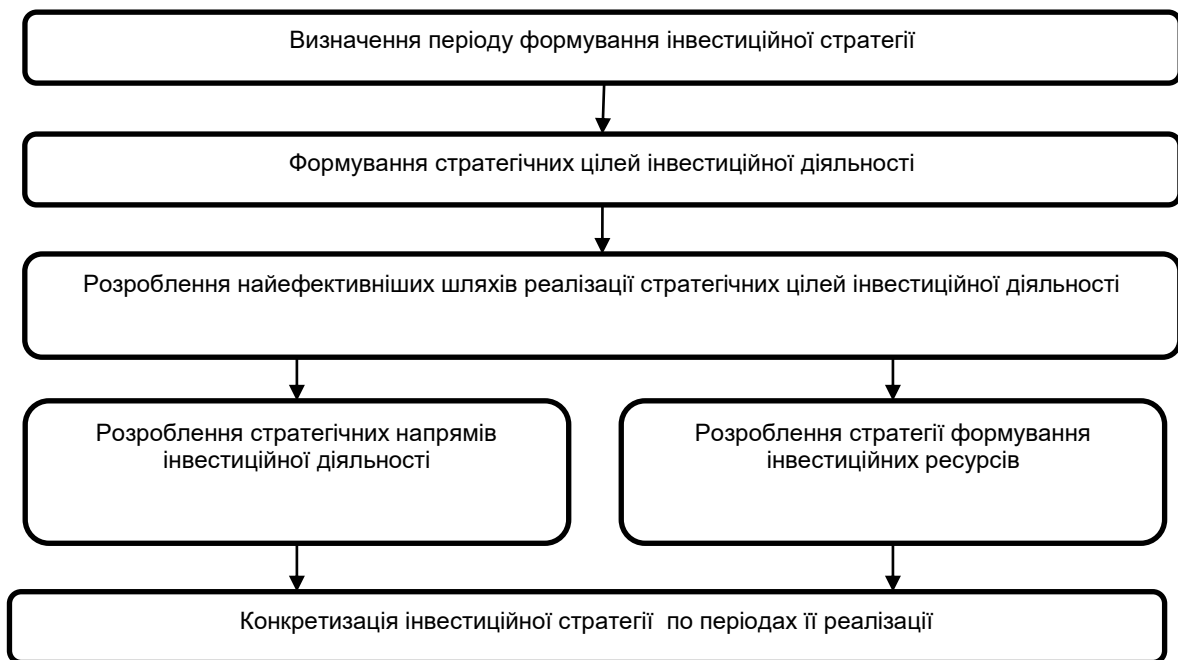 Визначення періоду формування інвестиційної стратегії
Формування стратегічних цілей інвестиційної діяльності
Розроблення найефективніших шляхів реалізації стратегічних цілей інвестиційної діяльності
Розроблення стратегічних напрямів
інвестиційної діяльності
Розроблення стратегії формування
інвестиційних ресурсів
Конкретизація інвестиційної стратегії  по періодах її реалізації